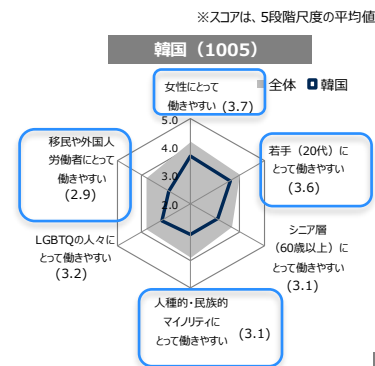 ※スコアは、5段階尺度の平均値
韓国（1005）
女性にとって
働きやすい (3.7)
全体 韓国
5.0
4.0
3.0
2.0
移民や外国人
労働者にとって
働きやすい
(2.9)
若手（20代）に
とって働きやすい
(3.6)
LGBTQの人々に
とって働きやすい
(3.2)
シニア層
（60歳以上）に
とって働きやすい
(3.1)
人種的・民族的
マイノリティに
とって働きやすい
(3.1)